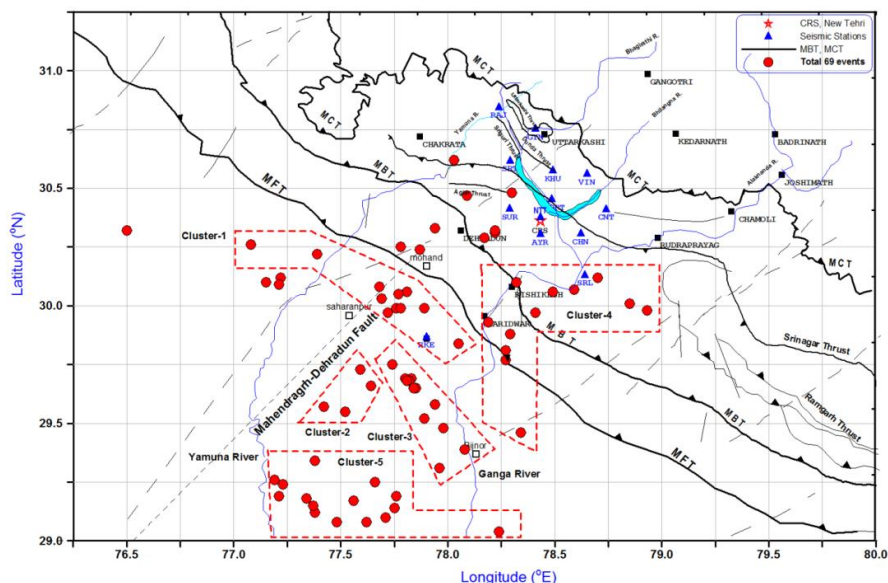 CRS, New Tehri
Seismic Stations
MBT, MCT
Total 69 events
Bhagirathi R.
MCT
31.0
GANGOTRI
MCT
RAJ
Yamuna R.
UTTARKASHI
Bhilangna R.
CHAKRATA
KEDARNATH
BADRINATH
MBT
KHU
VIN
MCT
Alaknanda R.
JOSHIMATH
30.5
MFT
SUR
CNT
CHAMOLI
Cluster-1
DEHRADUN
CRS
AYR
CHN
RUDRAPRAYAG
MCT
mohand
SRL
Latitude (°N)
30.0
saharanpur
RISHIKESH
HARIDWAR
Cluster-4
RKE
MBT
Srinagar Thrust
Mahendragrh-Dehradun Fault
Ramgarh Thrust
29.5
Cluster-2
Cluster-3
MBT
Bijnor
Yamuna River
Cluster-5
Ganga River
MFT
29.0
76.5
77.0
77.5
78.0
78.5
79.0
79.5
80.0
Longitude (°E)